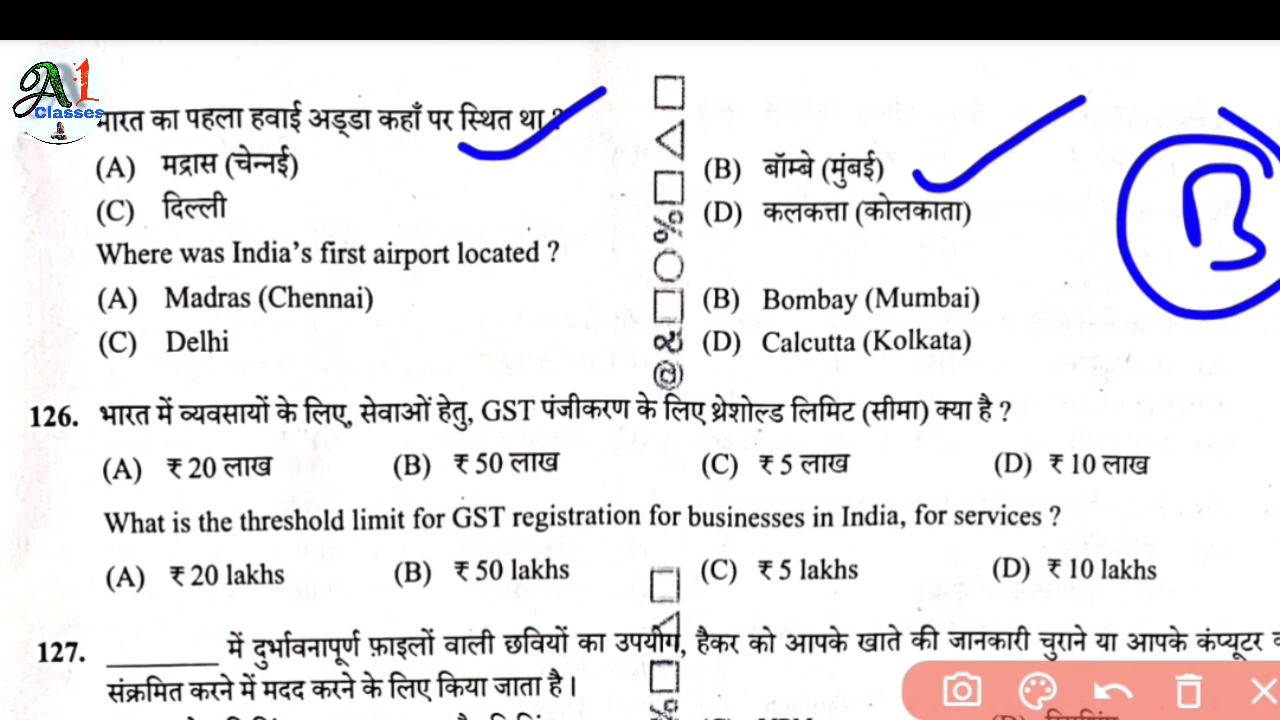 A1
Classes
भारत का पहला हवाई अड्डा कहाँ पर स्थित था ?
(A) मद्रास (चेन्नई) (B) बॉम्बे (मुंबई)
(C) दिल्ली (D) कलकत्ता (कोलकाता)
B
Where was India's first airport located ?
(A) Madras (Chennai) (B) Bombay (Mumbai)
(C) Delhi (D) Calcutta (Kolkata)
126. भारत में व्यवसायों के लिए, सेवाओं हेतु, GST पंजीकरण के लिए थ्रेशोल्ड लिमिट (सीमा) क्या है ?
(A) ₹ 20 लाख (B) ₹ 50 लाख (C) ₹ 5 लाख (D) ₹ 10 लाख
What is the threshold limit for GST registration for businesses in India, for services ?
(A) ₹ 20 lakhs (B) ₹ 50 lakhs (C) ₹ 5 lakhs (D) ₹ 10 lakhs
127. ________ में दुर्भावनापूर्ण फ़ाइलों वाली छवियों का उपयोग, हैकर को आपके खाते की जानकारी चुराने या आपके कंप्यूटर
संक्रमित करने में मदद करने के लिए किया जाता है।